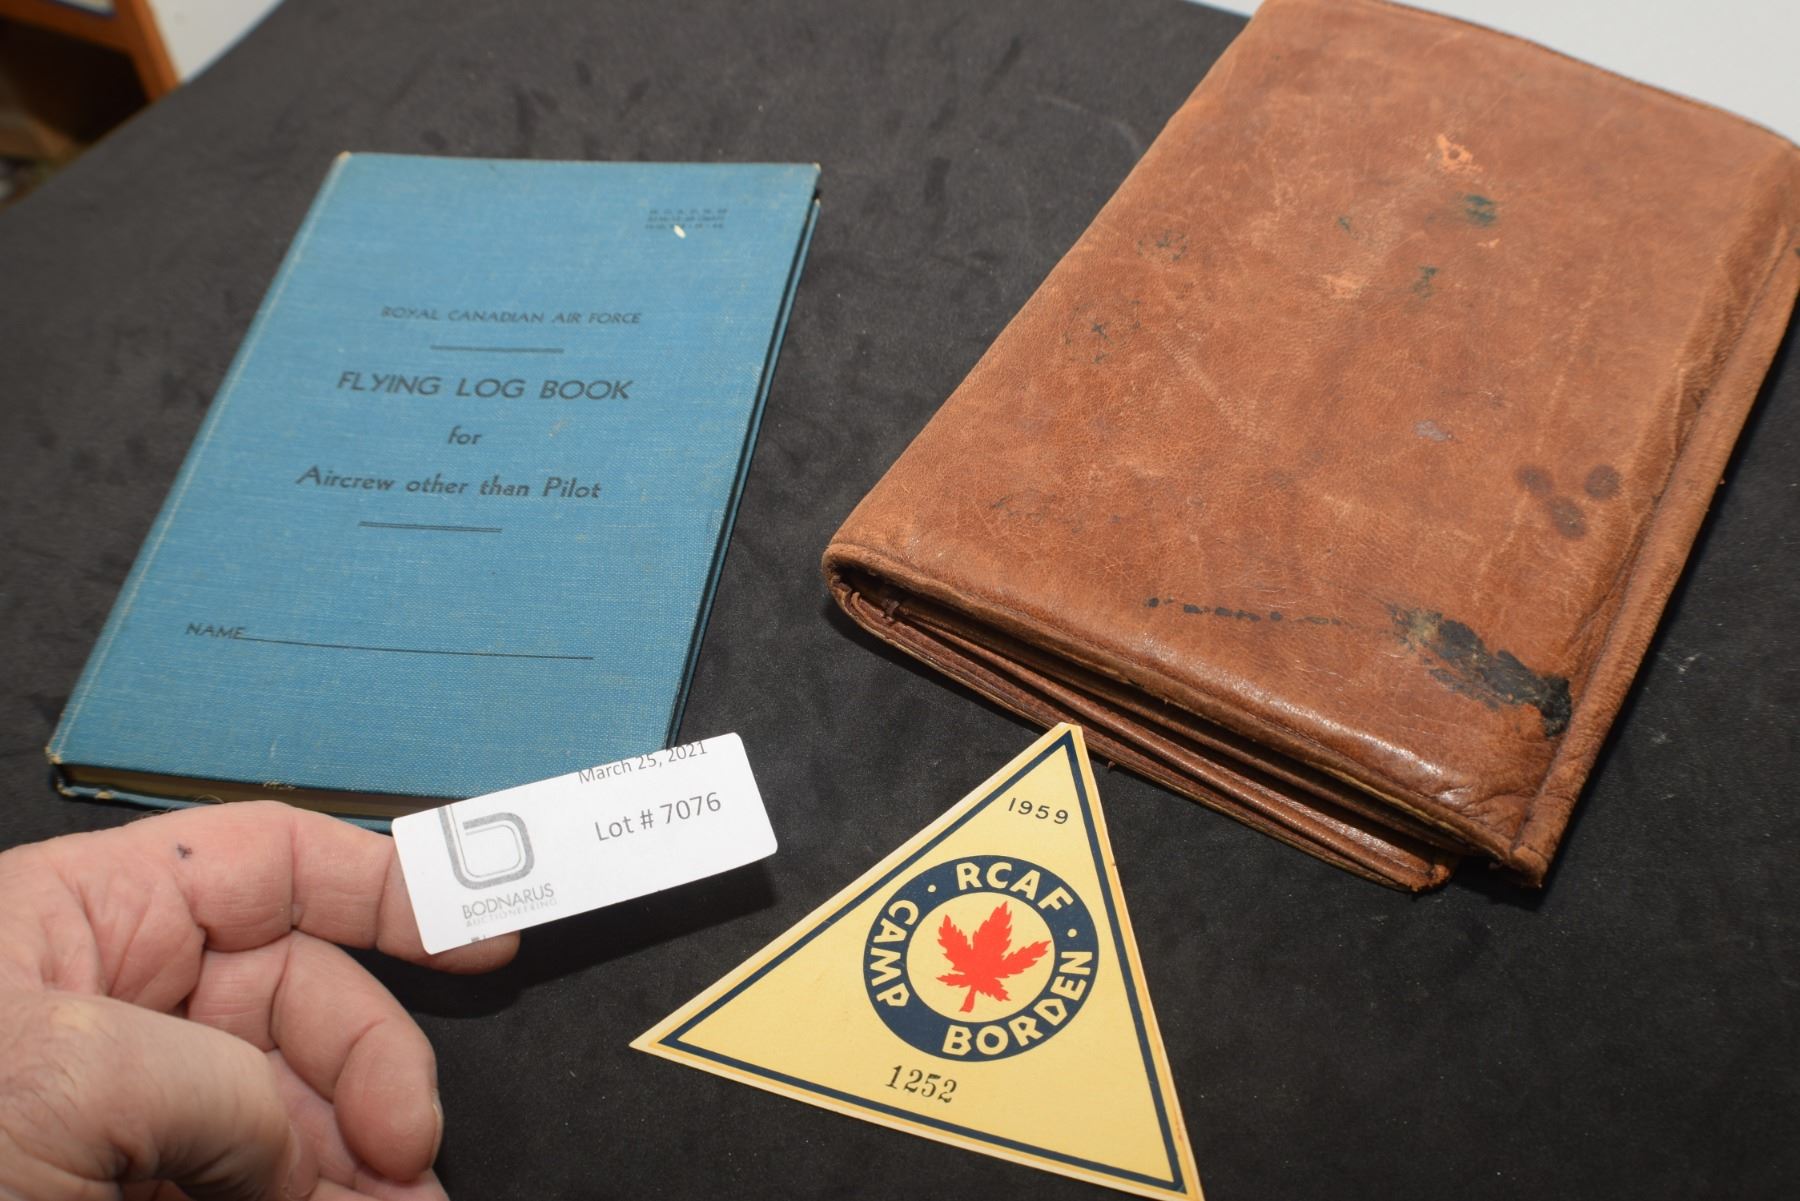 ROYAL CANADIAN AIR FORCE
FLYING LOG BOOK
for
Aircrew other than Pilot
NAME
March 25, 2021
Lot # 7076
BODNARUS
AUCTIONEERING
1959
RCAF
CAMP BORDEN
1252